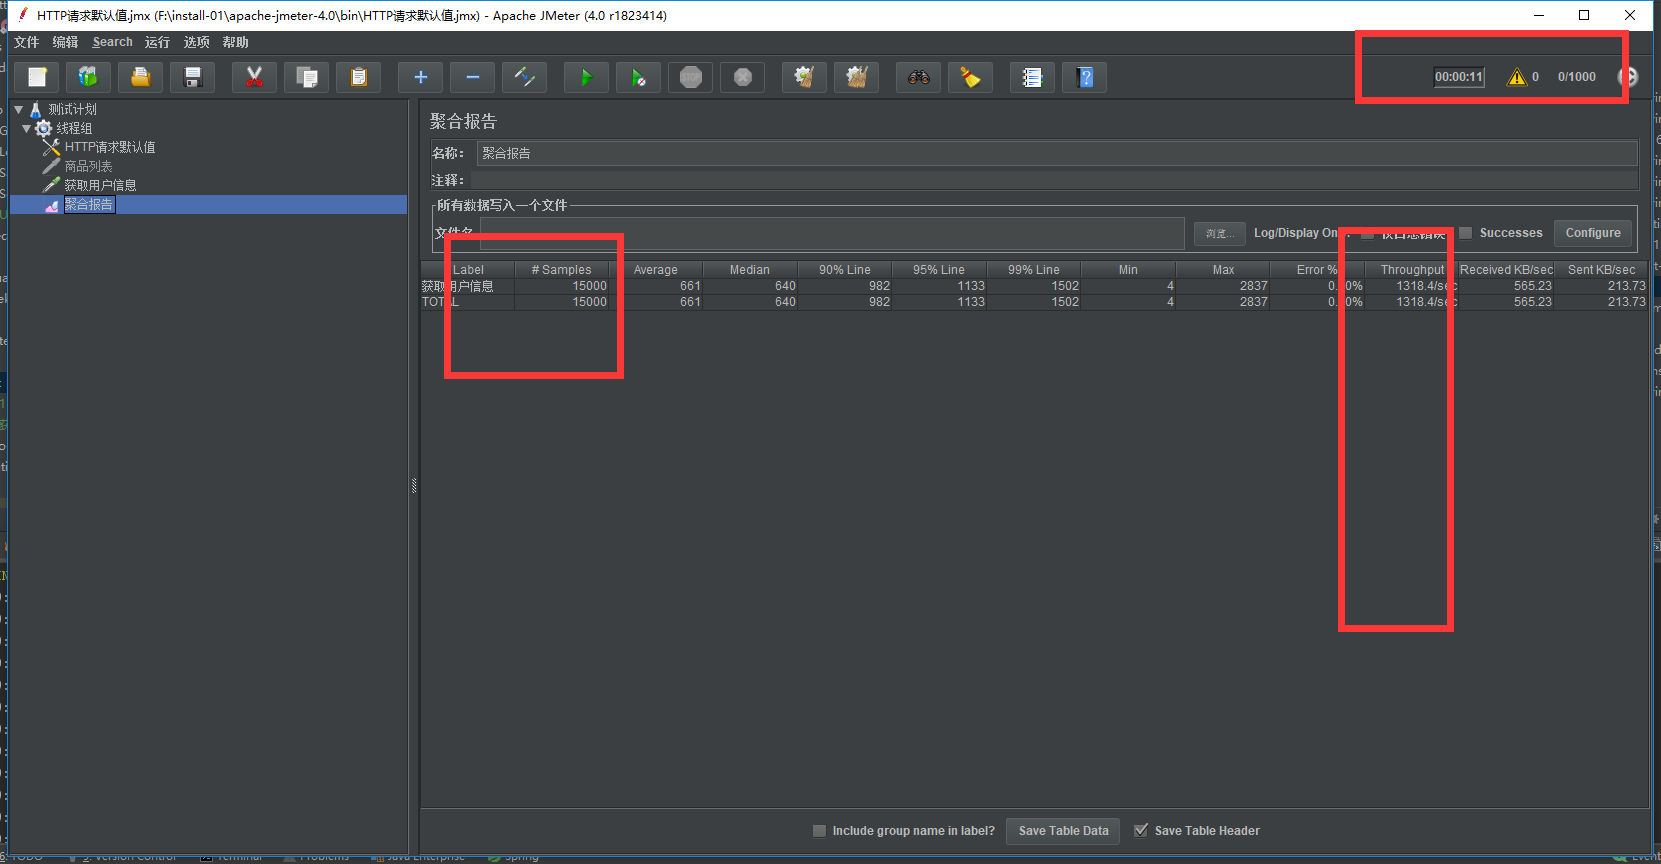 HTTP请求默认值.jmx (F:\install-01\apache-jmeter-4.0\bin\HTTP请求默认值.jmx) - Apache JMeter (4.0 r1823414)
文件 编辑 Search 运行 选项 帮助
00:00:11 0 0/1000
测试计划
线程组
HTTP请求默认值
商品列表
获取用户信息
聚合报告
聚合报告
名称： 聚合报告
注释：
所有数据写入一个文件
文件名 浏览... Log/Display On Successes Configure
Label # Samples Average Median 90% Line 95% Line 99% Line Min Max Error % Throughput Received KB/sec Sent KB/sec
获取用户信息 15000 661 640 982 1133 1502 4 2837 0. 0% 1318.4/sec 565.23 213.73
TOTAL 15000 661 640 982 1133 1502 4 2837 0. 0% 1318.4/sec 565.23 213.73
Include group name in label? Save Table Data Save Table Header